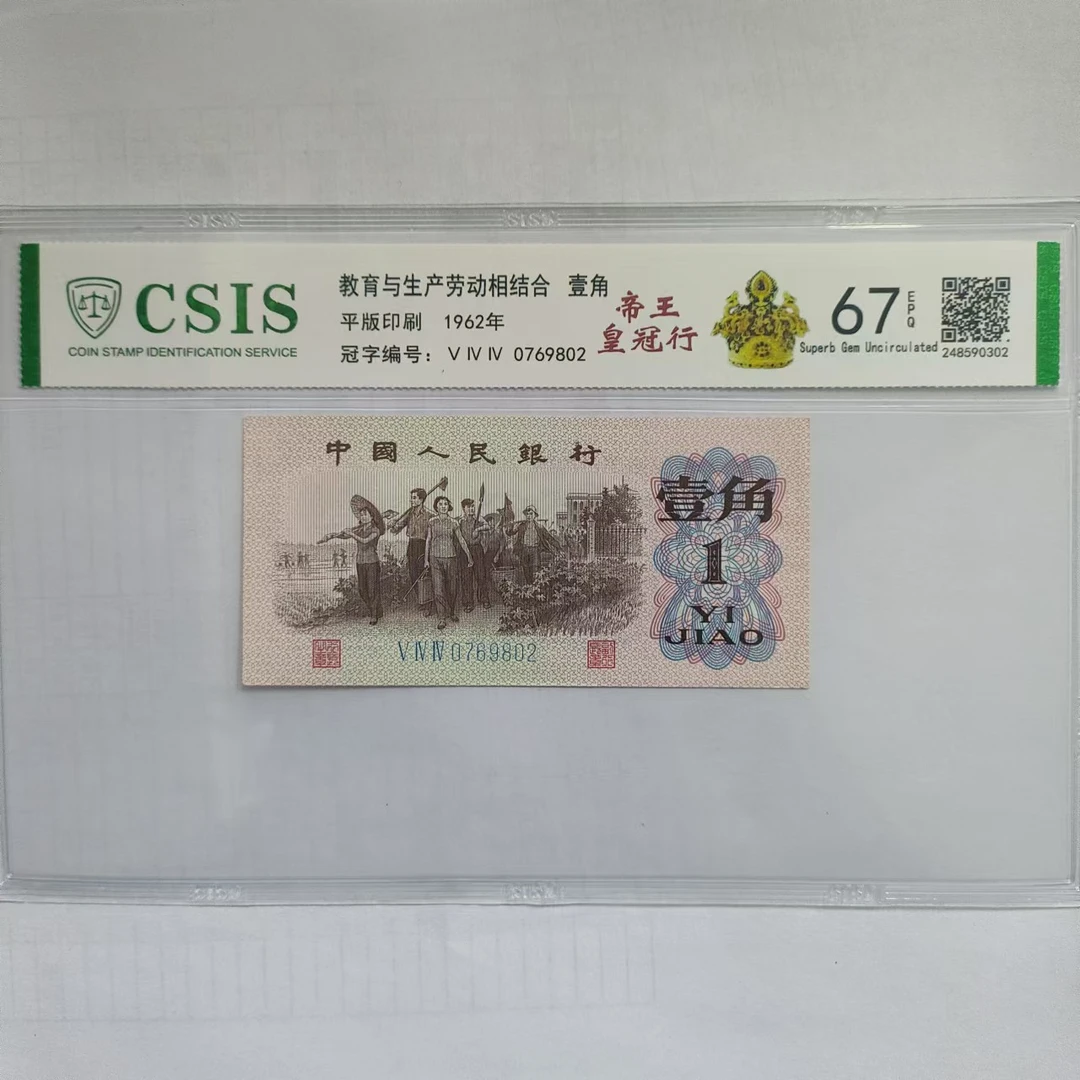 CSIS
COIN STAMP IDENTIFICATION SERVICE
教育与生产劳动相结合 壹角
平版印刷 1962年
冠字编号： V IV IV 0769802
帝王
皇冠行
67
EPQ
Superb Gem Uncirculated
248590302
中國人民銀行
壹角
1
YI
JIAO
V IV IV 0769802